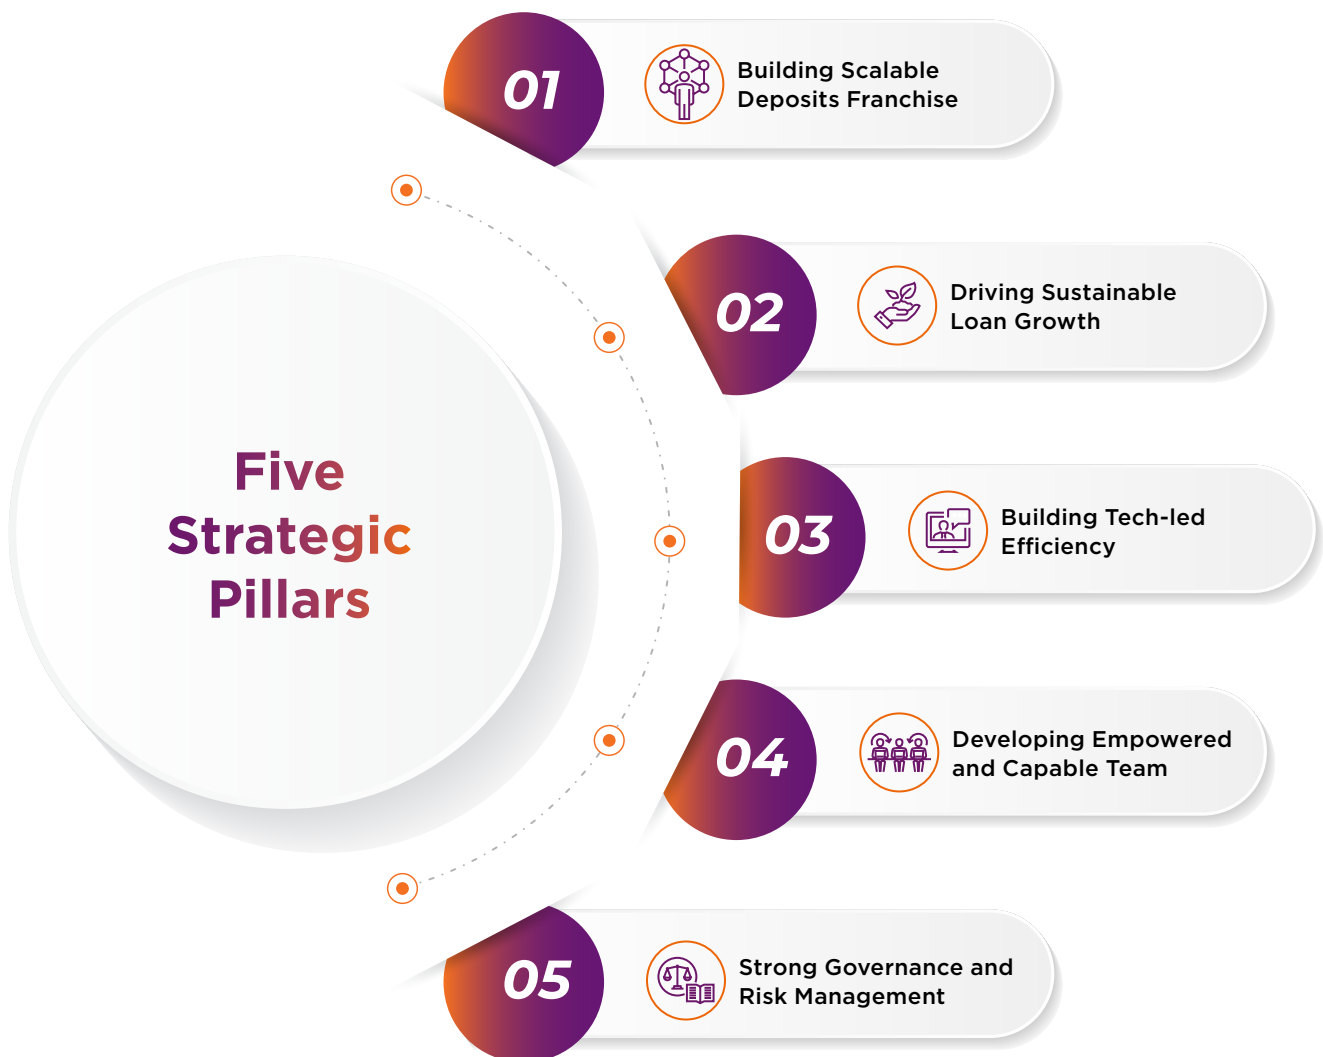 Five
Strategic
Pillars
01
Building Scalable
Deposits Franchise
02
Driving Sustainable
Loan Growth
03
Building Tech-led
Efficiency
04
Developing Empowered
and Capable Team
05
Strong Governance and
Risk Management